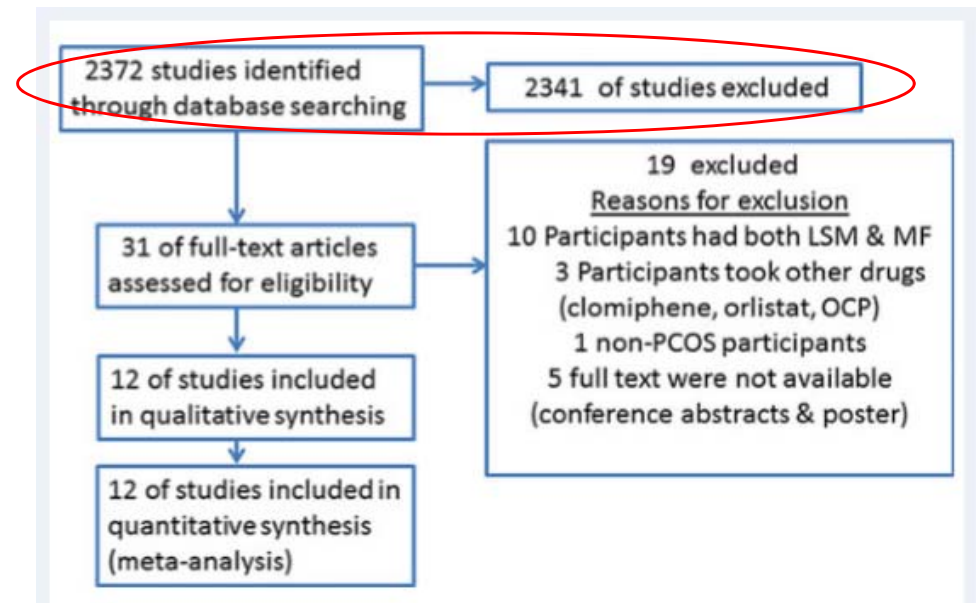 2372 studies identified
through database searching
2341 of studies excluded
31 of full-text articles
assessed for eligibility
19 excluded
Reasons for exclusion
10 Participants had both LSM & MF
3 Participants took other drugs
(clomiphene, orlistat, OCP)
1 non-PCOS participants
5 full text were not available
(conference abstracts & poster)
12 of studies included
in qualitative synthesis
12 of studies included in
quantitative synthesis
(meta-analysis)